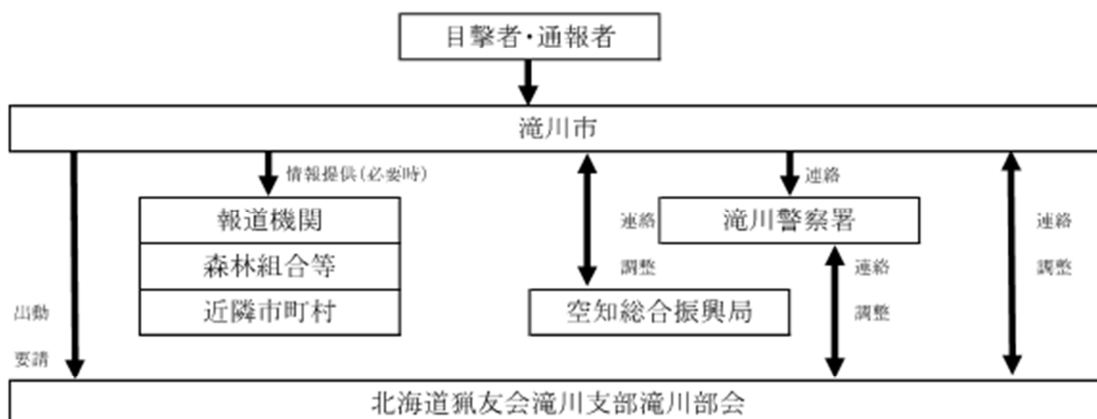 目撃者・通報者
滝川市
情報提供(必要時)
連絡
報道機関
滝川警察署
連絡
調整
連絡
調整
森林組合等
連絡
調整
近隣市町村
空知総合振興局
出動
要請
北海道猟友会滝川支部滝川部会